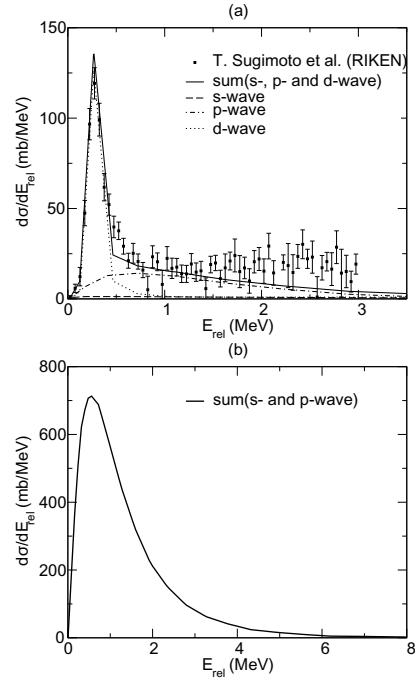 (a)
150
100
50
0
dσ/dE_rel (mb/MeV)
T. Sugimoto et al. (RIKEN)
sum(s-, p- and d-wave)
s-wave
p-wave
d-wave
0 1 2 3
E_rel (MeV)
(b)
800
600
400
200
0
dσ/dE_rel (mb/MeV)
sum(s- and p-wave)
0 2 4 6 8
E_rel (MeV)